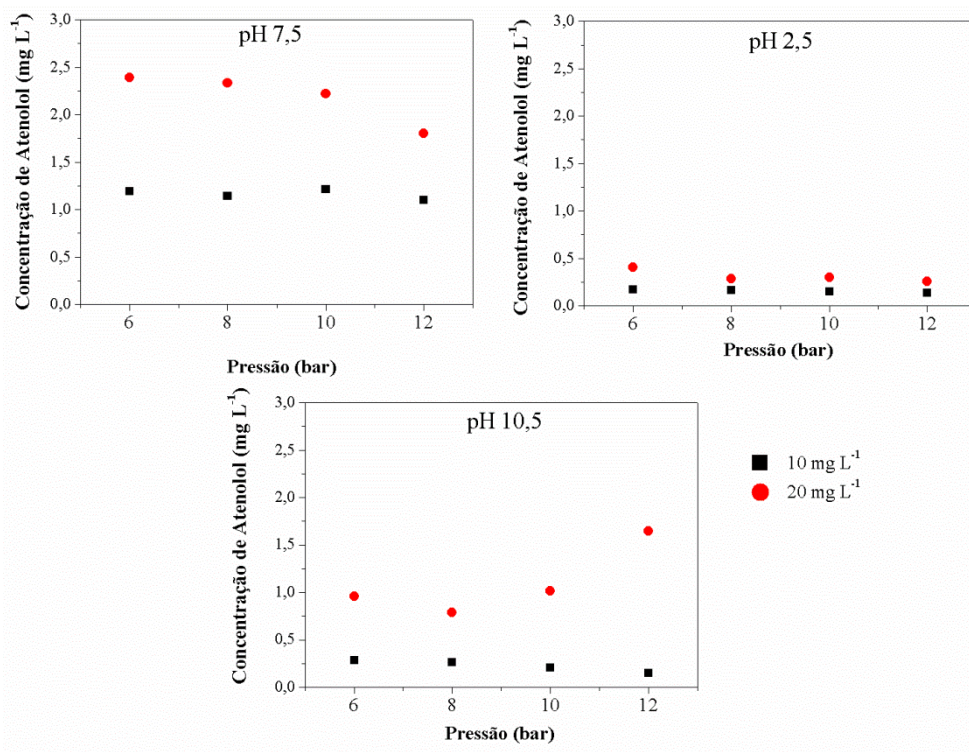 pH 7,5
Concentração de Atenolol (mg L⁻¹)
3,0
2,5
2,0
1,5
1,0
0,5
0,0
6 8 10 12
Pressão (bar)
pH 2,5
Concentração de Atenolol (mg L⁻¹)
3,0
2,5
2,0
1,5
1,0
0,5
0,0
6 8 10 12
Pressão (bar)
pH 10,5
Concentração de Atenolol (mg L⁻¹)
3,0
2,5
2,0
1,5
1,0
0,5
0,0
6 8 10 12
Pressão (bar)
10 mg L⁻¹
20 mg L⁻¹